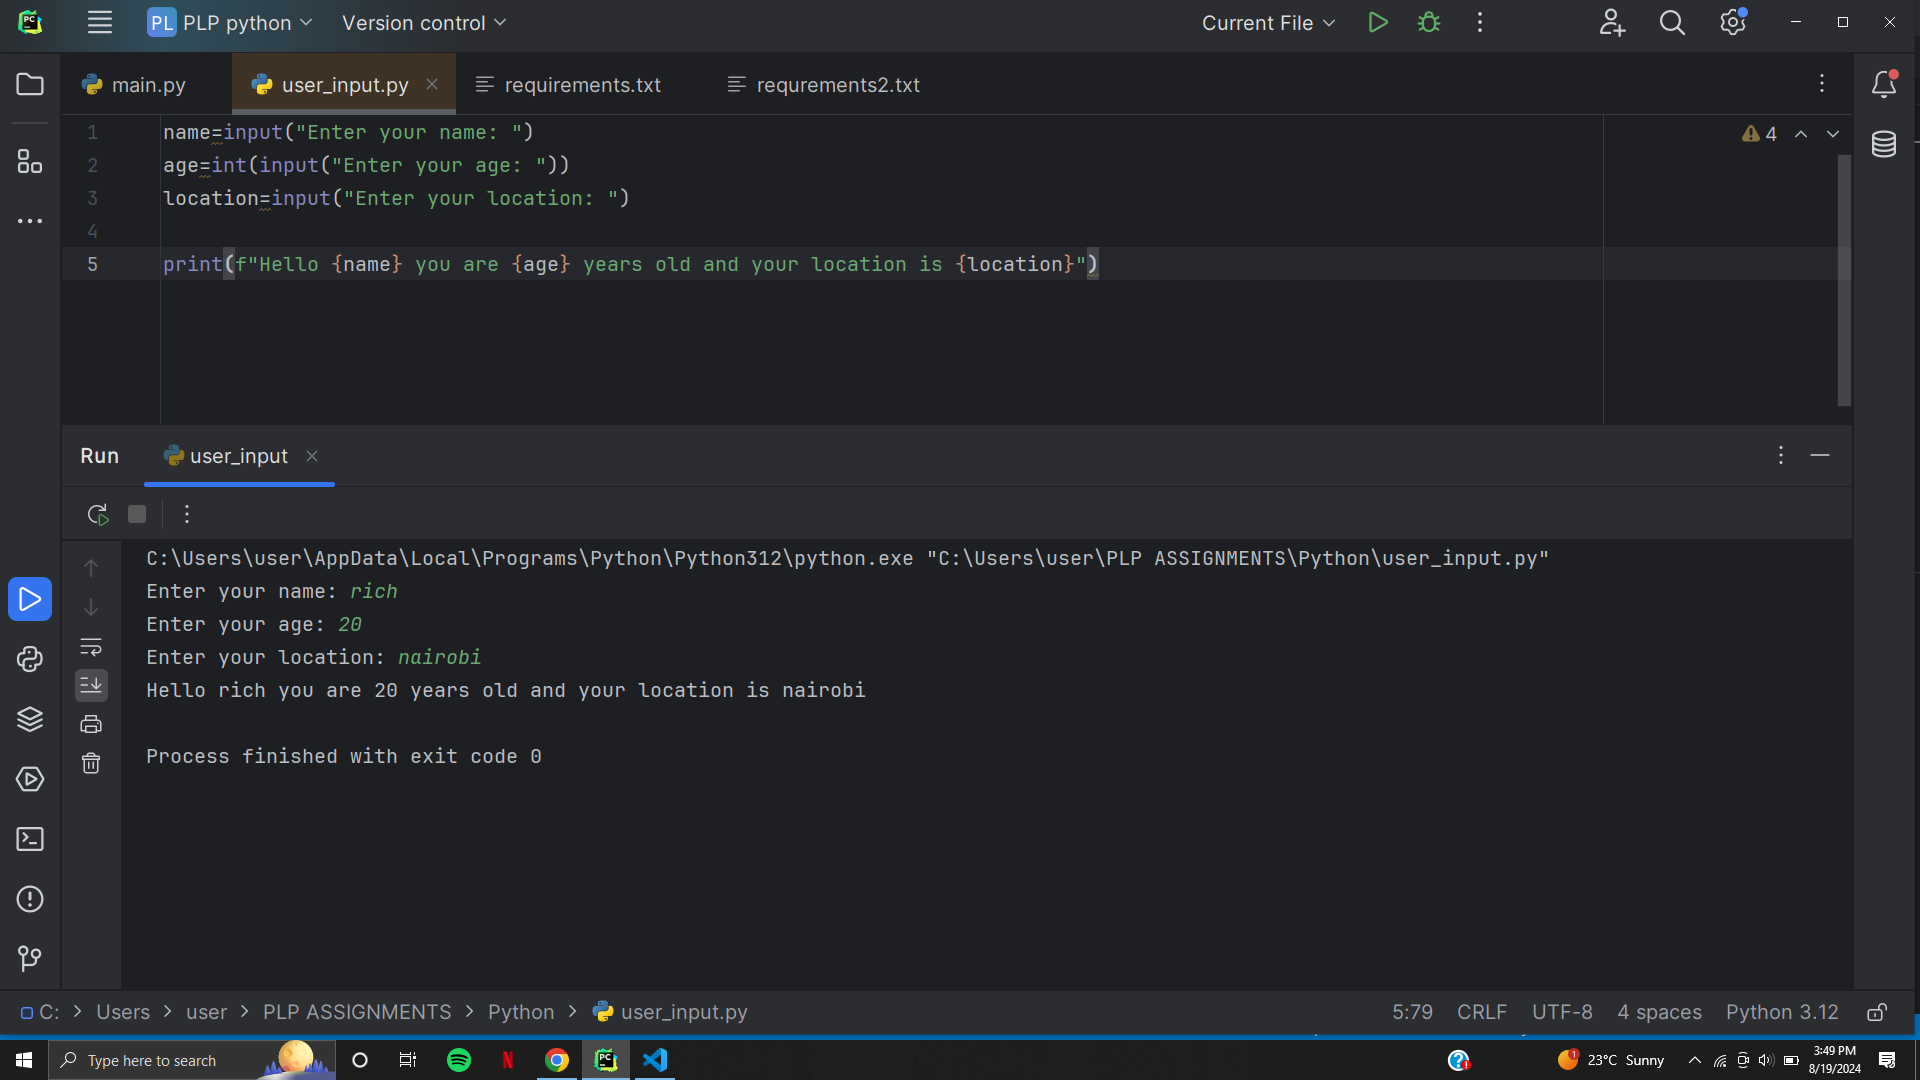 PC PL PLP python Version control Current File
main.py user_input.py requirements.txt requrements2.txt
1 name=input("Enter your name: ") 4
2 age=int(input("Enter your age: "))
3 location=input("Enter your location: ")
4
5 print(f"Hello {name} you are {age} years old and your location is {location}")
Run user_input
C:\Users\user\AppData\Local\Programs\Python\Python312\python.exe "C:\Users\user\PLP ASSIGNMENTS\Python\user_input.py"
Enter your name: rich
Enter your age: 20
Enter your location: nairobi
Hello rich you are 20 years old and your location is nairobi
Process finished with exit code 0
C: > Users > user > PLP ASSIGNMENTS > Python > user_input.py 5:79 CRLF UTF-8 4 spaces Python 3.12
Type here to search N PC 1 23°C Sunny 3:49 PM
8/19/2024